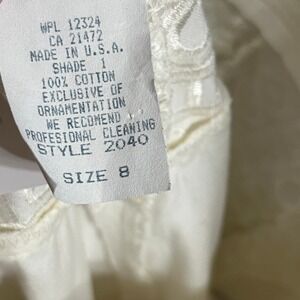 WPL 12324
CA 21472
MADE IN U.S.A.
SHADE 1
100% COTTON
EXCLUSIVE OF
ORNAMENTATION
WE RECOMEND
PROFESIONAL CLEANING
STYLE 2040
SIZE 8